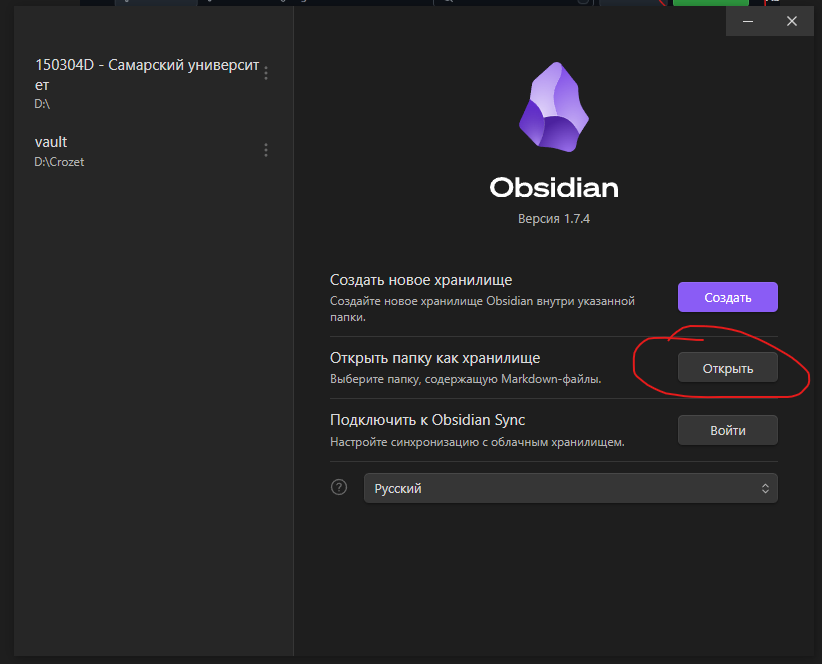 150304D - Самарский университ
ет
D:\
vault
D:\Crozet
Obsidian
Версия 1.7.4
Создать новое хранилище
Создайте новое хранилище Obsidian внутри указанной
папки.
Создать
Открыть папку как хранилище
Выберите папку, содержащую Markdown-файлы.
Открыть
Подключить к Obsidian Sync
Настройте синхронизацию с облачным хранилищем.
Войти
?
Русский